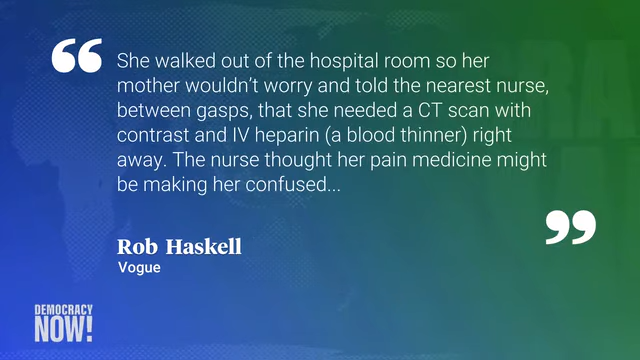 “
She walked out of the hospital room so her
mother wouldn’t worry and told the nearest nurse,
between gasps, that she needed a CT scan with
contrast and IV heparin (a blood thinner) right
away. The nurse thought her pain medicine might
be making her confused...
”
Rob Haskell
Vogue
DEMOCRACY
NOW!